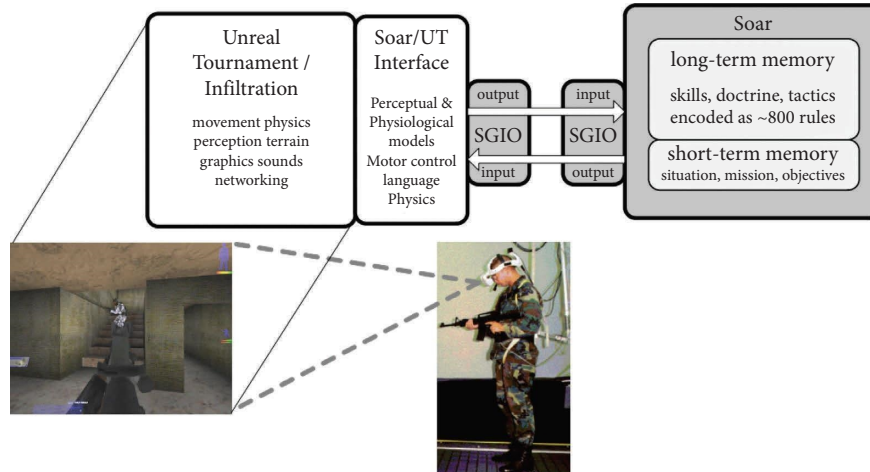 Unreal
Tournament /
Infiltration
movement physics
perception terrain
graphics sounds
networking
Soar/UT
Interface
Perceptual &
Physiological
models
Motor control
language
Physics
output
SGIO
input
input
SGIO
output
Soar
long-term memory
skills, doctrine, tactics
encoded as ~800 rules
short-term memory
situation, mission, objectives